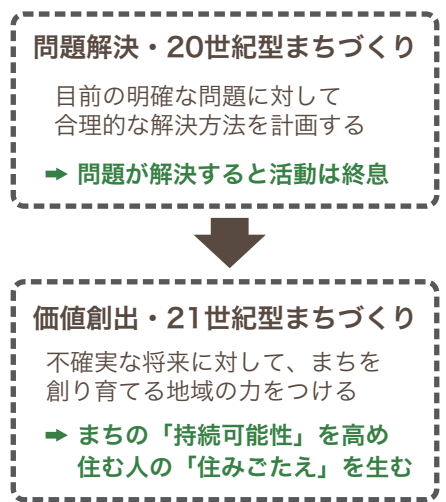 問題解決・20世紀型まちづくり
目前の明確な問題に対して
合理的な解決方法を計画する
➡ 問題が解決すると活動は終息
価値創出・21世紀型まちづくり
不確実な将来に対して、まちを
創り育てる地域の力をつける
➡ まちの「持続可能性」を高め
住む人の「住みごたえ」を生む